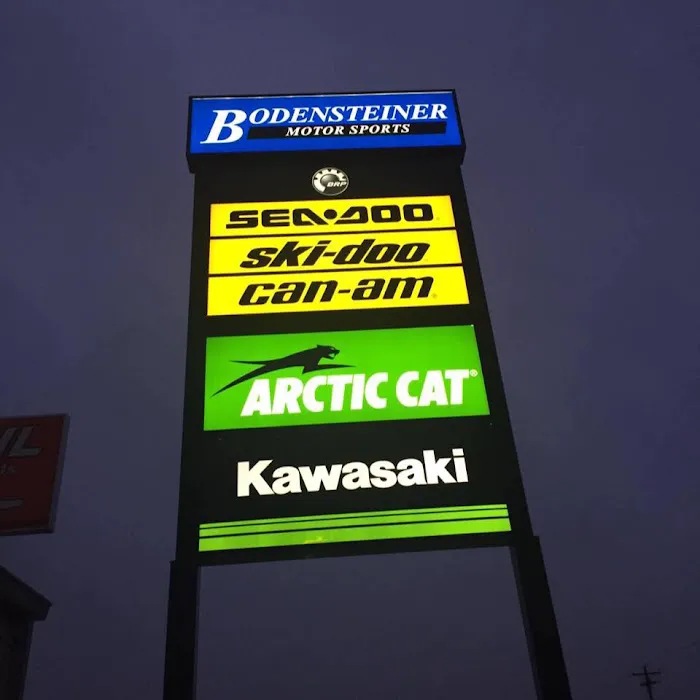 BODENSTEINER
MOTOR SPORTS
BRP
SEA-DOO
ski-doo
can-am
ARCTIC CAT®
Kawasaki